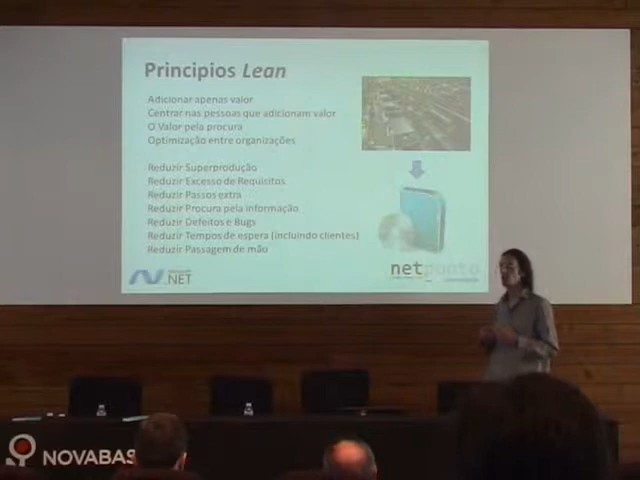 Principios Lean
Adicionar apenas valor
Centrar nas pessoas que adicionam valor
O Valor pela procura
Optimização entre organizações
Reduzir Superprodução
Reduzir Excesso de Requisitos
Reduzir Passos extra
Reduzir Procura pela informação
Reduzir Defeitos e Bugs
Reduzir Tempos de espera (incluindo clientes)
Reduzir Passagem de mão
.NET
netponto
NOVABAS